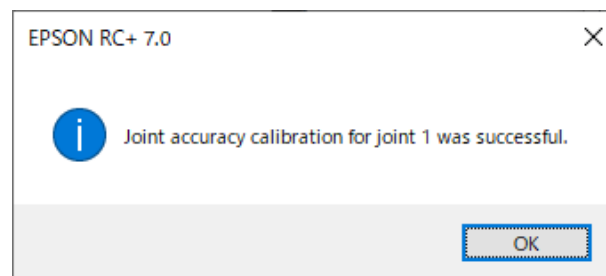 EPSON RC+ 7.0
Joint accuracy calibration for joint 1 was successful.
OK